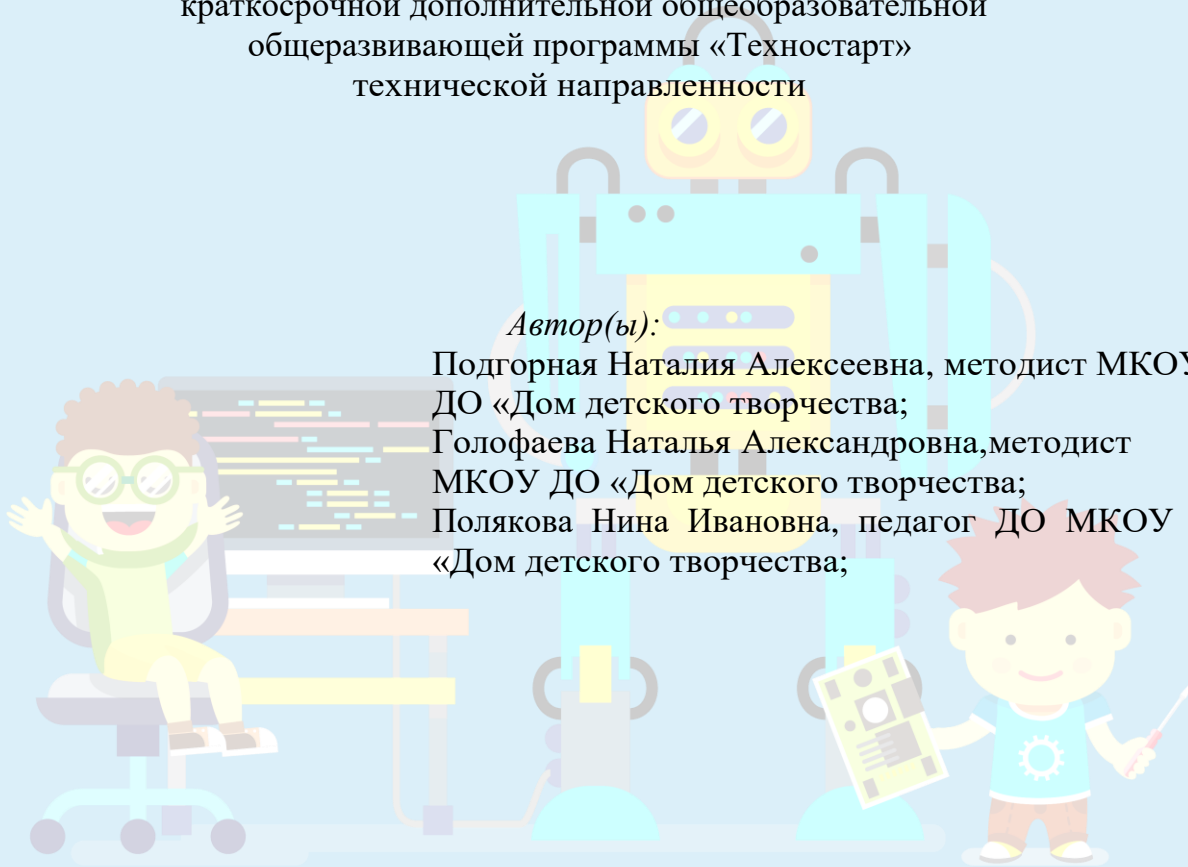 краткосрочной дополнительной общеобразовательной
общеразвивающей программы «Техностарт»
технической направленности
Автор(ы):
Подгорная Наталия Алексеевна, методист МКОУ
ДО «Дом детского творчества;
Голофаева Наталья Александровна,методист
МКОУ ДО «Дом детского творчества;
Полякова Нина Ивановна, педагог ДО МКОУ
«Дом детского творчества;